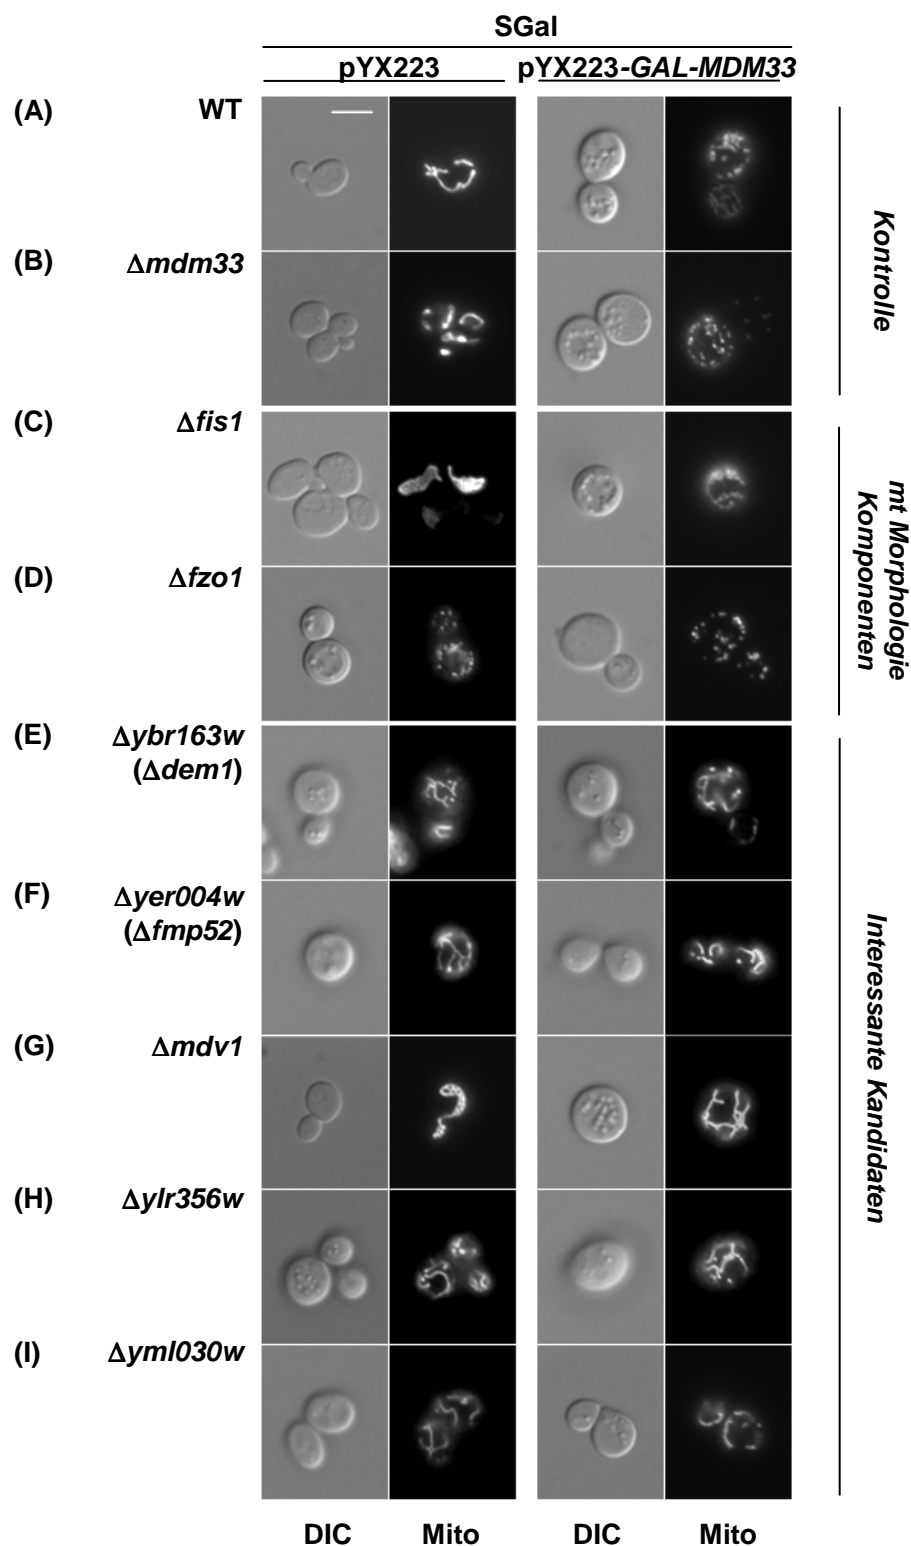 SGal
pYX223 pYX223-GAL-MDM33
(A) WT
(B) Δmdm33
Kontrolle
(C) Δfis1
(D) Δfzo1
mt Morphologie
Komponenten
(E) Δybr163w
(Δdem1)
(F) Δyer004w
(Δfmp52)
(G) Δmdv1
(H) Δylr356w
(I) Δyml030w
Interessante Kandidaten
DIC Mito DIC Mito